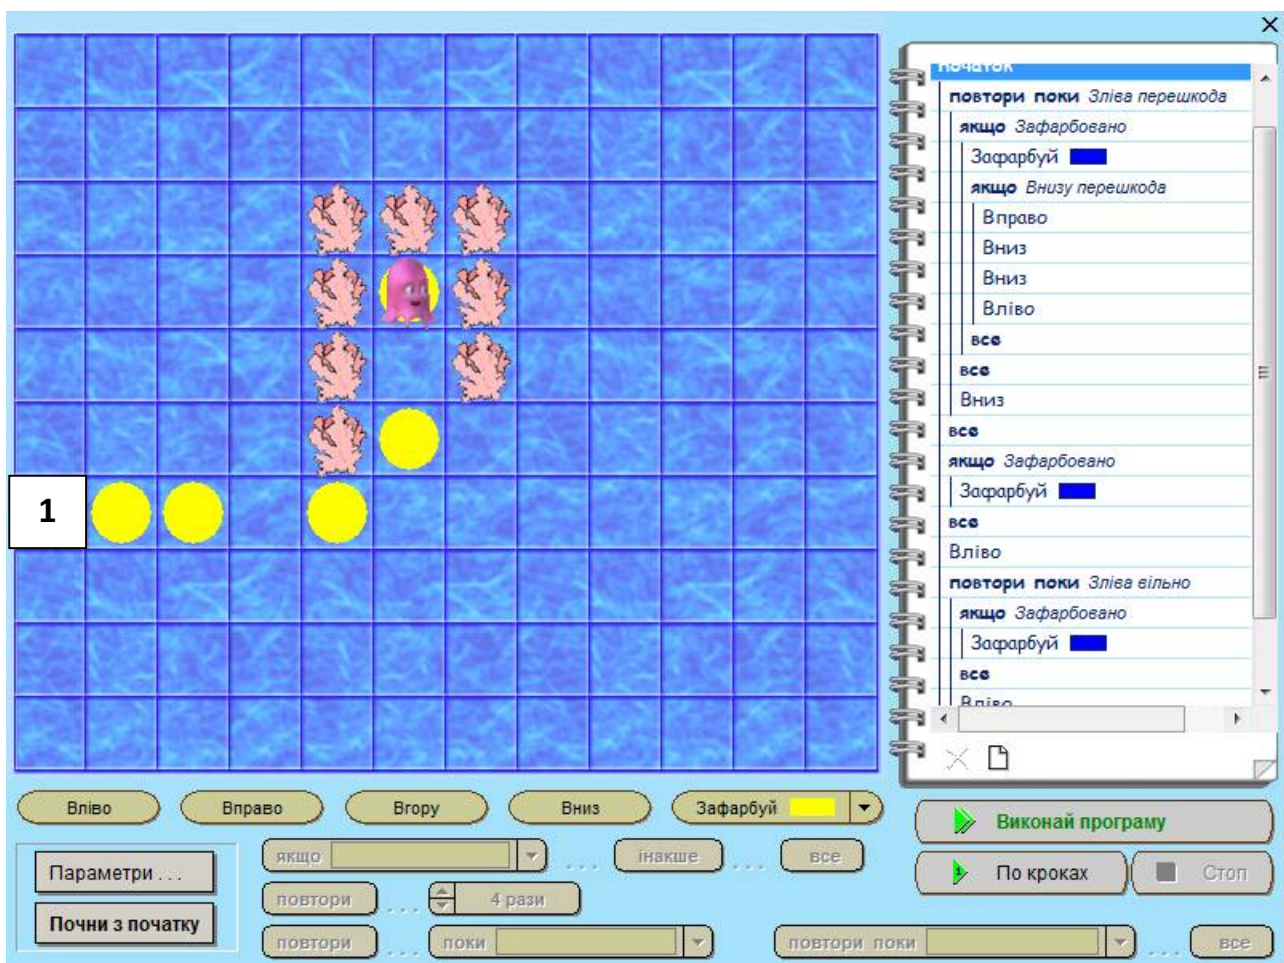 початок
повтори поки Зліва перешкода
якщо Зафарбовано
Зафарбуй
якщо Внизу перешкода
Вправо
Вниз
Вниз
Вліво
все
все
Вниз
все
якщо Зафарбовано
Зафарбуй
все
Вліво
повтори поки Зліва вільно
якщо Зафарбовано
Зафарбуй
все
Вліво
1
Вліво Вправо Вгору Вниз Зафарбуй
Виконай програму
По кроках Стоп
Параметри . . .
Почни з початку
якщо . . . інакше . . . все
повтори . . . 4 рази
повтори . . . поки повтори поки . . . все